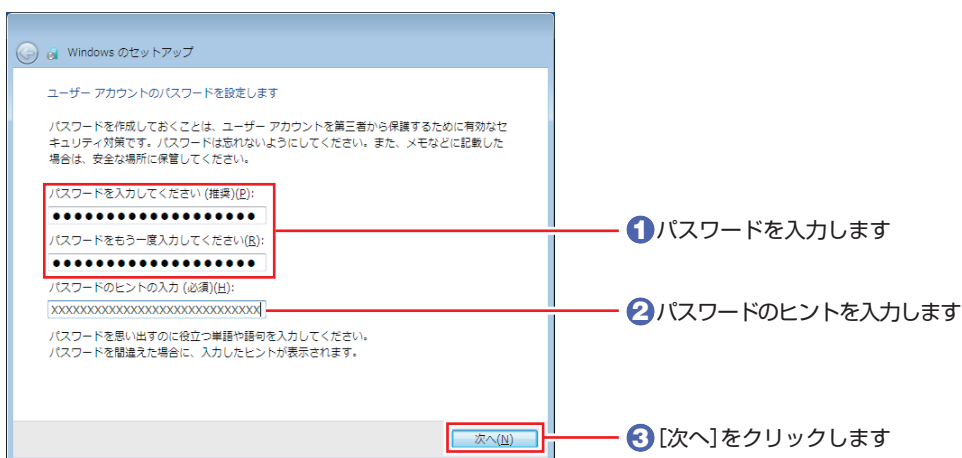 Windows のセットアップ
ユーザー アカウントのパスワードを設定します
パスワードを作成しておくことは、ユーザー アカウントを第三者から保護するために有効なセ
キュリティ対策です。パスワードは忘れないようにしてください。また、メモなどに記載した
場合は、安全な場所に保管してください。
パスワードを入力してください (推奨)(P):
●●●●●●●●●●●●●●●●●●●
❶パスワードを入力します
パスワードをもう一度入力してください(R):
●●●●●●●●●●●●●●●●●●●
パスワードのヒントの入力 (必須)(H):
XXXXXXXXXXXXXXXXXXXXXXXXXXXXX
❷パスワードのヒントを入力します
パスワードを思い出すのに役立つ単語や語句を入力してください。
パスワードを間違えた場合に、入力したヒントが表示されます。
次へ(N)
❸[次へ]をクリックします